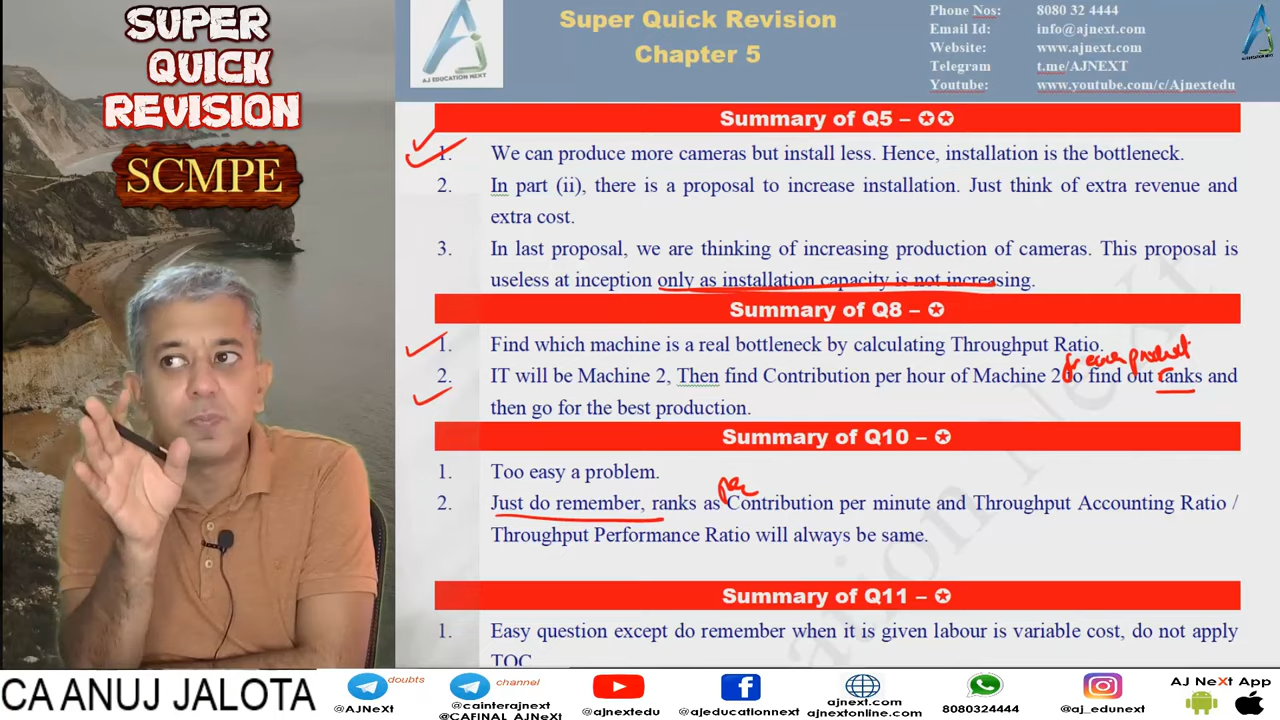 SUPER
QUICK
REVISION
SCMPE
AJ EDUCATION NEXT
Super Quick Revision
Chapter 5
Phone Nos: 8080 32 4444
Email Id: info@ajnext.com
Website: www.ajnext.com
Telegram t.me/AJNEXT
Youtube: www.youtube.com/c/Ajnextedu
Summary of Q5 – ✪✪
1. We can produce more cameras but install less. Hence, installation is the bottleneck.
2. In part (ii), there is a proposal to increase installation. Just think of extra revenue and
extra cost.
3. In last proposal, we are thinking of increasing production of cameras. This proposal is
useless at inception only as installation capacity is not increasing.
Summary of Q8 – ✪
1. Find which machine is a real bottleneck by calculating Throughput Ratio.
for each product
2. IT will be Machine 2, Then find Contribution per hour of Machine 2 to find out ranks and
then go for the best production.
Summary of Q10 – ✪
1. Too easy a problem.
per
2. Just do remember, ranks as Contribution per minute and Throughput Accounting Ratio /
Throughput Performance Ratio will always be same.
Summary of Q11 – ✪
1. Easy question except do remember when it is given labour is variable cost, do not apply
TOC
CA ANUJ JALOTA
doubts
@AJNeXt
channel
@cainterajnext
@CAFINAL_AJNeXt
@ajnextedu
@ajeducationnext
ajnext.com
ajnextonline.com
8080324444
@aj_edunext
AJ NeXt App